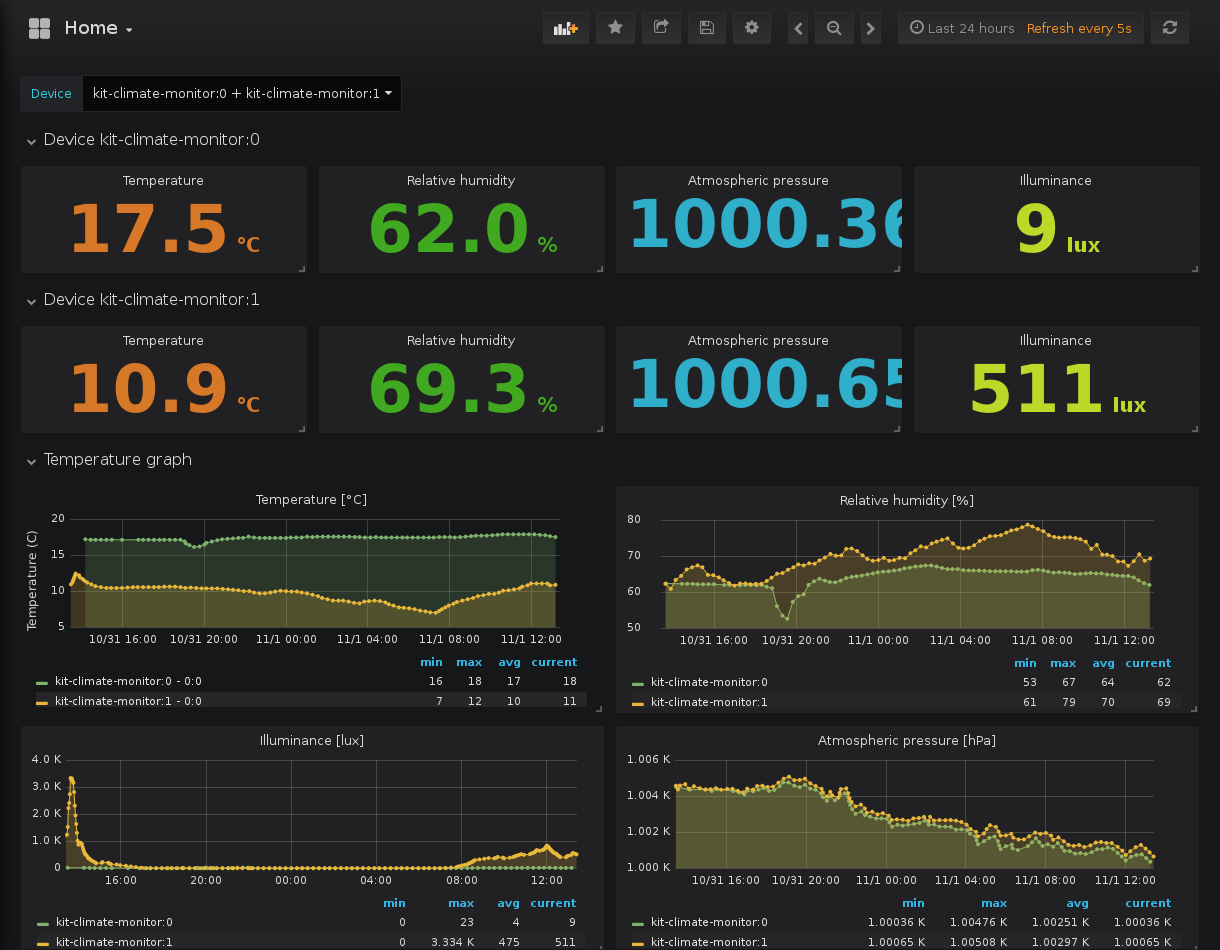 Home
Last 24 hours Refresh every 5s
Device kit-climate-monitor:0 + kit-climate-monitor:1
Device kit-climate-monitor:0
Temperature Relative humidity Atmospheric pressure Illuminance
17.5 °C 62.0 % 1000.36 9 lux
Device kit-climate-monitor:1
Temperature Relative humidity Atmospheric pressure Illuminance
10.9 °C 69.3 % 1000.65 511 lux
Temperature graph
Temperature [°C]
Temperature (C)
20
15
10
5
10/31 16:00 10/31 20:00 11/1 00:00 11/1 04:00 11/1 08:00 11/1 12:00
min max avg current
kit-climate-monitor:0 - 0:0 16 18 17 18
kit-climate-monitor:1 - 0:0 7 12 10 11
Relative humidity [%]
80
70
60
50
10/31 16:00 10/31 20:00 11/1 00:00 11/1 04:00 11/1 08:00 11/1 12:00
min max avg current
kit-climate-monitor:0 53 67 64 62
kit-climate-monitor:1 61 79 70 69
Illuminance [lux]
4.0 K
3.0 K
2.0 K
1.0 K
0
16:00 20:00 00:00 04:00 08:00 12:00
min max avg current
kit-climate-monitor:0 0 23 4 9
kit-climate-monitor:1 0 3.334 K 475 511
Atmospheric pressure [hPa]
1.006 K
1.004 K
1.002 K
1.000 K
10/31 16:00 10/31 20:00 11/1 00:00 11/1 04:00 11/1 08:00 11/1 12:00
min max avg current
kit-climate-monitor:0 1.00036 K 1.00476 K 1.00251 K 1.00036 K
kit-climate-monitor:1 1.00065 K 1.00508 K 1.00297 K 1.00065 K